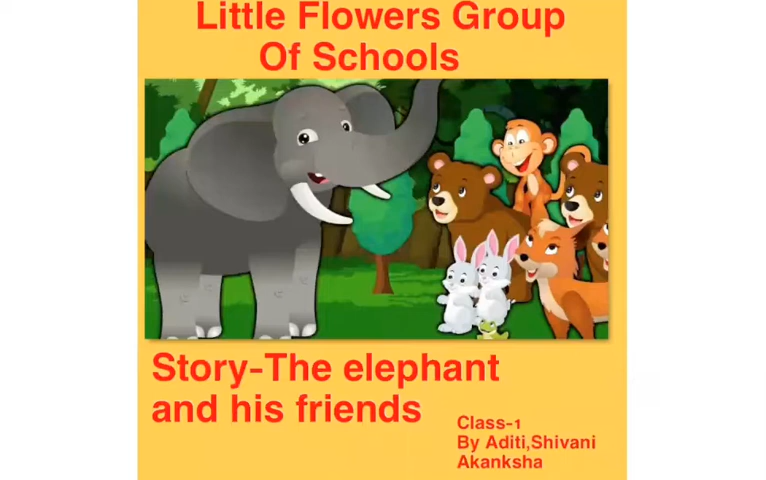 Little Flowers Group
Of Schools
Story-The elephant
and his friends
Class-1
By Aditi,Shivani
Akanksha